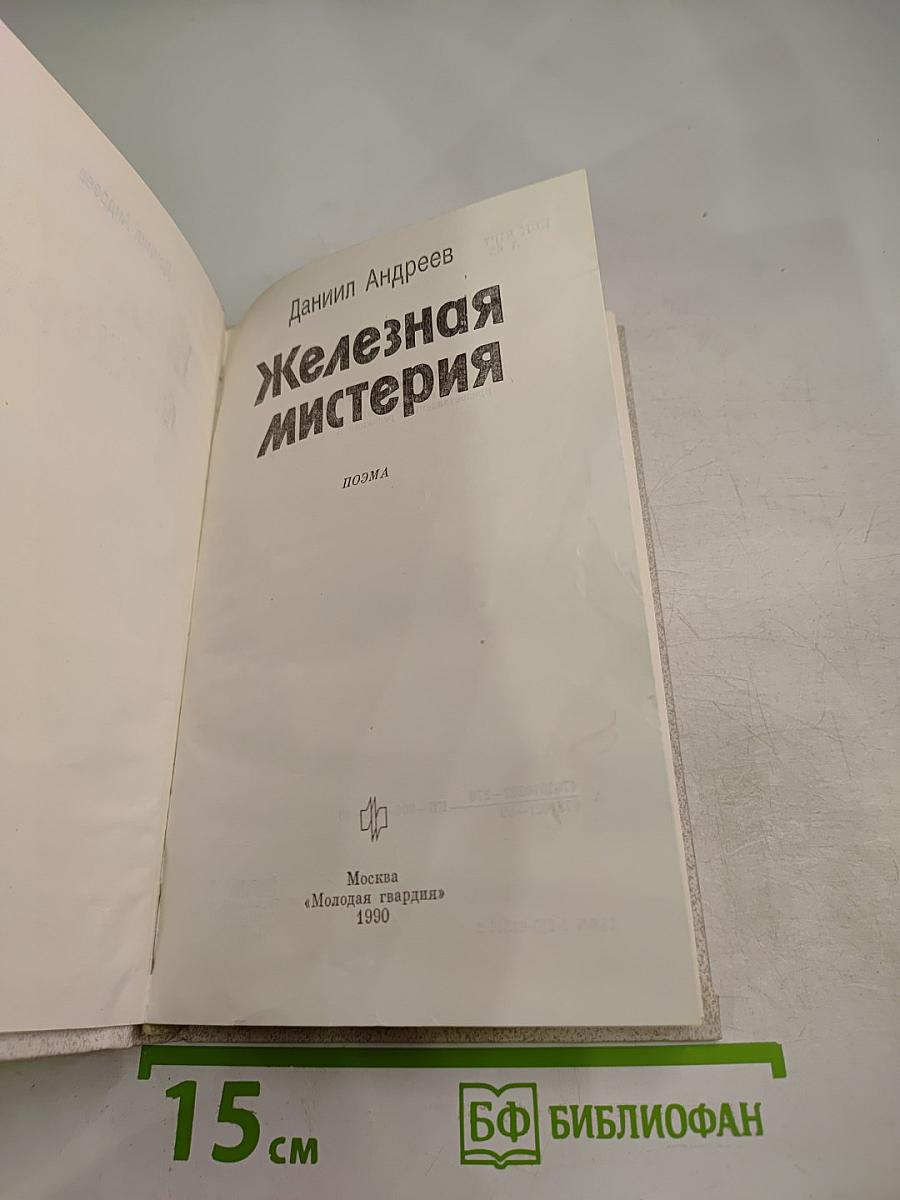 Даниил Андреев
Железная
мистерия
ПОЭМА
Москва
«Молодая гвардия»
1990
15 см
БФ БИБЛИОФАН